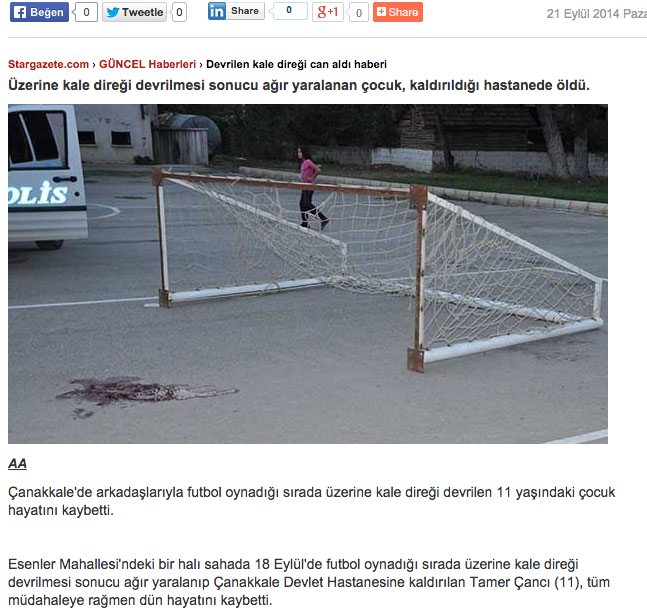 Beğen 0 Tweetle 0 in Share 0 g+1 0 Share
21 Eylül 2014 Paza
Stargazete.com › GÜNCEL Haberleri › Devrilen kale direği can aldı haberi
Üzerine kale direği devrilmesi sonucu ağır yaralanan çocuk, kaldırıldığı hastanede öldü.
OLİS
AA
Çanakkale'de arkadaşlarıyla futbol oynadığı sırada üzerine kale direği devrilen 11 yaşındaki çocuk
hayatını kaybetti.
Esenler Mahallesi'ndeki bir halı sahada 18 Eylül'de futbol oynadığı sırada üzerine kale direği
devrilmesi sonucu ağır yaralanıp Çanakkale Devlet Hastanesine kaldırılan Tamer Çancı (11), tüm
müdahaleye rağmen dün hayatını kaybetti.